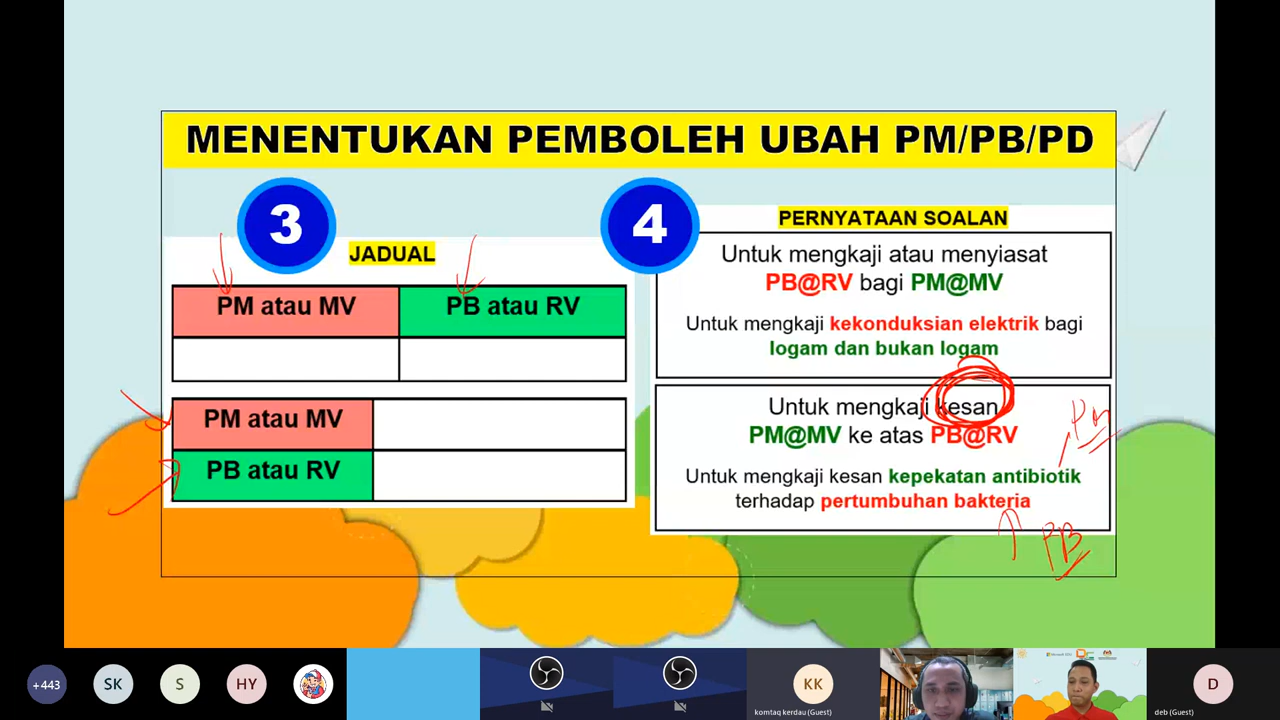 MENENTUKAN PEMBOLEH UBAH PM/PB/PD
3
JADUAL
PM atau MV
PB atau RV
PM atau MV
PB atau RV
4
PERNYATAAN SOALAN
Untuk mengkaji atau menyiasat
PB@RV bagi PM@MV
Untuk mengkaji kekonduksian elektrik bagi
logam dan bukan logam
Untuk mengkaji kesan
PM@MV ke atas PB@RV
Untuk mengkaji kesan kepekatan antibiotik
terhadap pertumbuhan bakteria
PM
PB
+443
SK
S
HY
KK
komtaq kerdau (Guest)
D
deb (Guest)